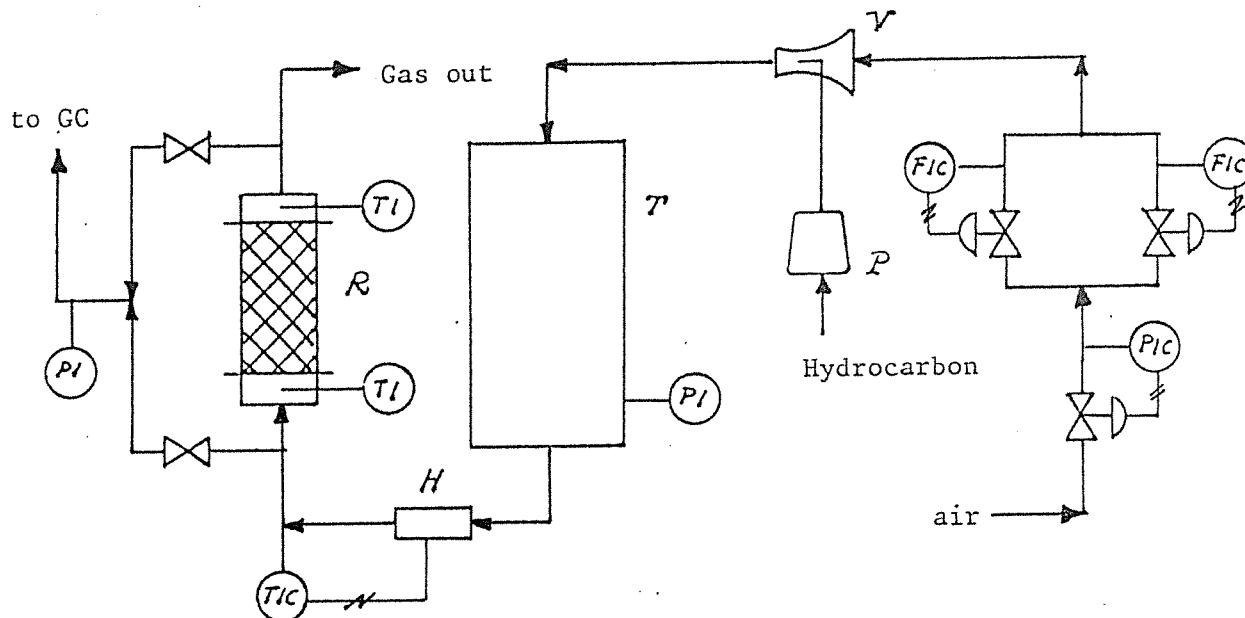 V
Gas out
to GC
FIC
FIC
TI
T
R
P
PIC
Hydrocarbon
PI
TI
PI
H
air
TIC